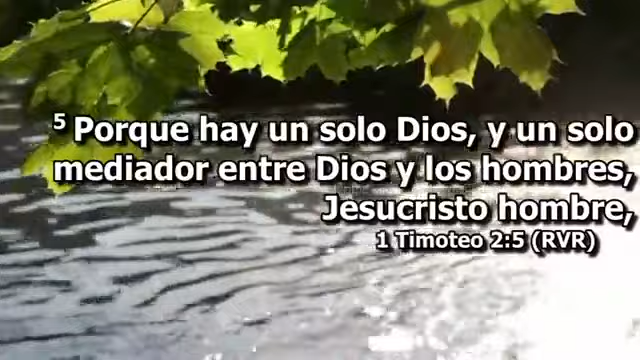 5 Porque hay un solo Dios, y un solo
mediador entre Dios y los hombres,
Jesucristo hombre,
1 Timoteo 2:5 (RVR)